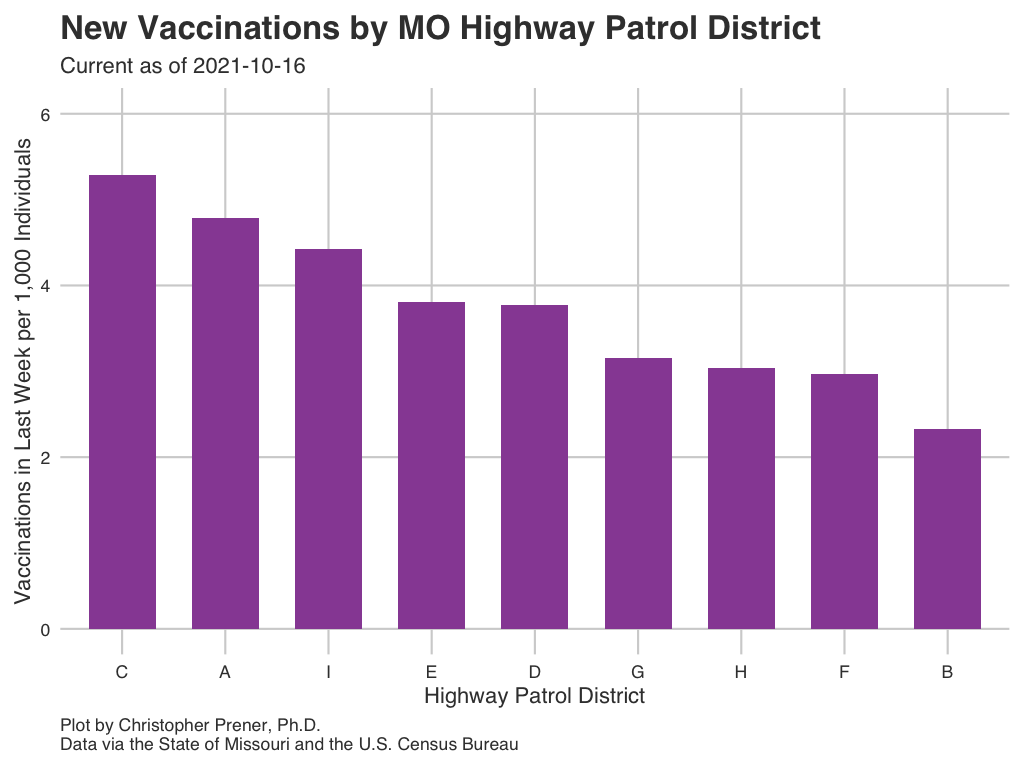 New Vaccinations by MO Highway Patrol District
Current as of 2021-10-16
Vaccinations in Last Week per 1,000 Individuals
6
4
2
0
C A I E D G H F B
Highway Patrol District
Plot by Christopher Prener, Ph.D.
Data via the State of Missouri and the U.S. Census Bureau